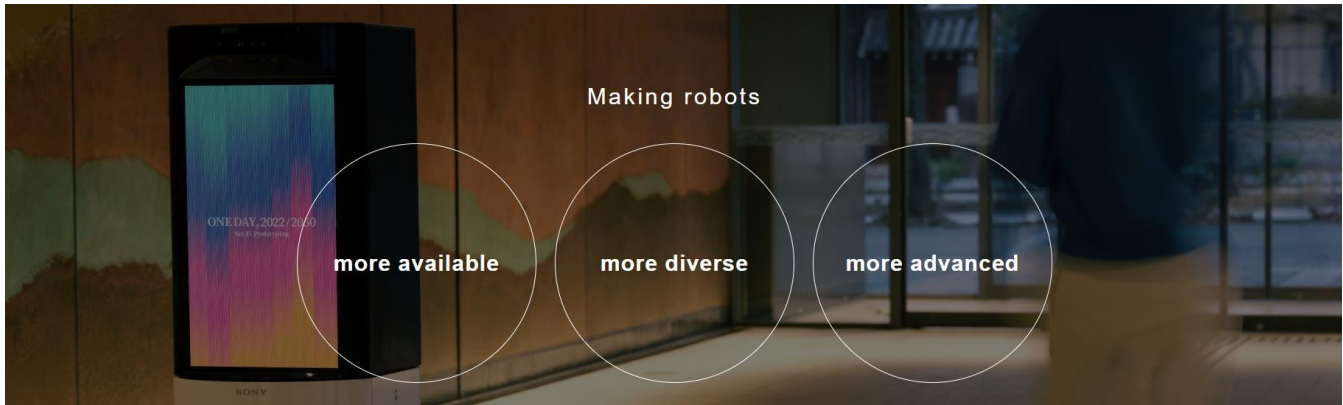 Making robots
ONE DAY, 2022/2050
Sci-Fi Prototyping
more available
more diverse
more advanced
SONY